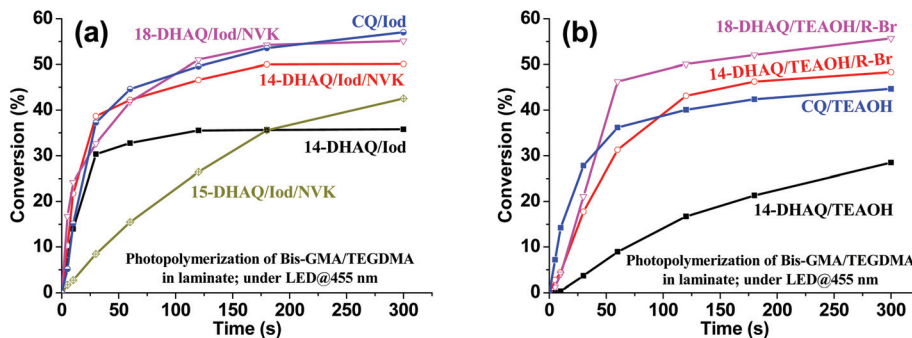 (a)
18-DHAQ/Iod/NVK
CQ/Iod
14-DHAQ/Iod/NVK
14-DHAQ/Iod
15-DHAQ/Iod/NVK
Photopolymerization of Bis-GMA/TEGDMA
in laminate; under LED@455 nm
Conversion (%)
60
50
40
30
20
10
0
0 50 100 150 200 250 300
Time (s)
(b)
18-DHAQ/TEAOH/R-Br
14-DHAQ/TEAOH/R-Br
CQ/TEAOH
14-DHAQ/TEAOH
Photopolymerization of Bis-GMA/TEGDMA
in laminate; under LED@455 nm
Conversion (%)
60
50
40
30
20
10
0
0 50 100 150 200 250 300
Time (s)